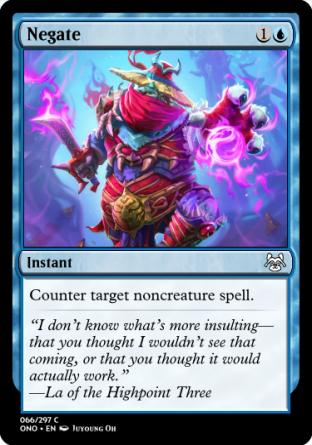 Negate 1
Instant
Counter target noncreature spell.
“I don’t know what’s more insulting—
that you thought I wouldn’t see that
coming, or that you thought it would
actually work.”
—La of the Highpoint Three
066/297 C
ONO • EN Juyoung Oh